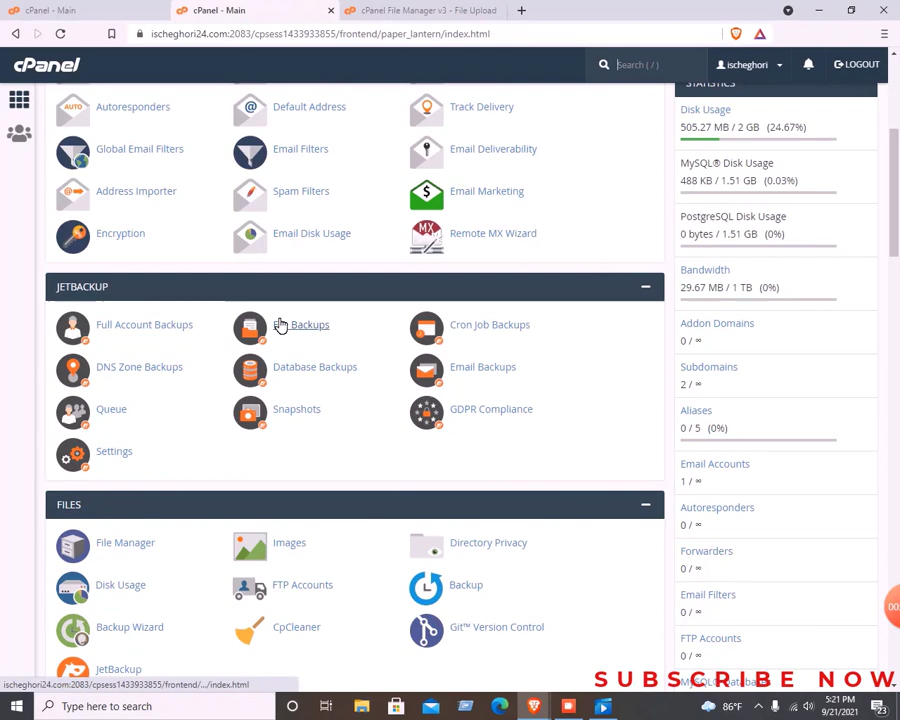 cPanel - Main
cPanel - Main
cPanel File Manager v3 - File Upload
ischeghori24.com:2083/cpsess1433933855/frontend/paper_lantern/index.html
cPanel
Search ( / )
ischeghori
LOGOUT
STATISTICS
AUTO
Autoresponders
Default Address
Track Delivery
Global Email Filters
Email Filters
Email Deliverability
Address Importer
Spam Filters
Email Marketing
Encryption
Email Disk Usage
MX
Remote MX Wizard
JETBACKUP
Full Account Backups
Backups
Cron Job Backups
DNS Zone Backups
Database Backups
Email Backups
Queue
Snapshots
GDPR Compliance
Settings
FILES
File Manager
Images
Directory Privacy
Disk Usage
FTP Accounts
Backup
Backup Wizard
CpCleaner
Git™ Version Control
JetBackup
Disk Usage
505.27 MB / 2 GB (24.67%)
MySQL® Disk Usage
488 KB / 1.51 GB (0.03%)
PostgreSQL Disk Usage
0 bytes / 1.51 GB (0%)
Bandwidth
29.67 MB / 1 TB (0%)
Addon Domains
0 / ∞
Subdomains
2 / ∞
Aliases
0 / 5 (0%)
Email Accounts
1 / ∞
Autoresponders
0 / ∞
Forwarders
0 / ∞
Email Filters
0 / ∞
FTP Accounts
0 / ∞
SUBSCRIBE NOW
ischeghori24.com:2083/cpsess1433933855/frontend/.../index.html
Type here to search
86°F
5:21 PM
9/21/2021
23